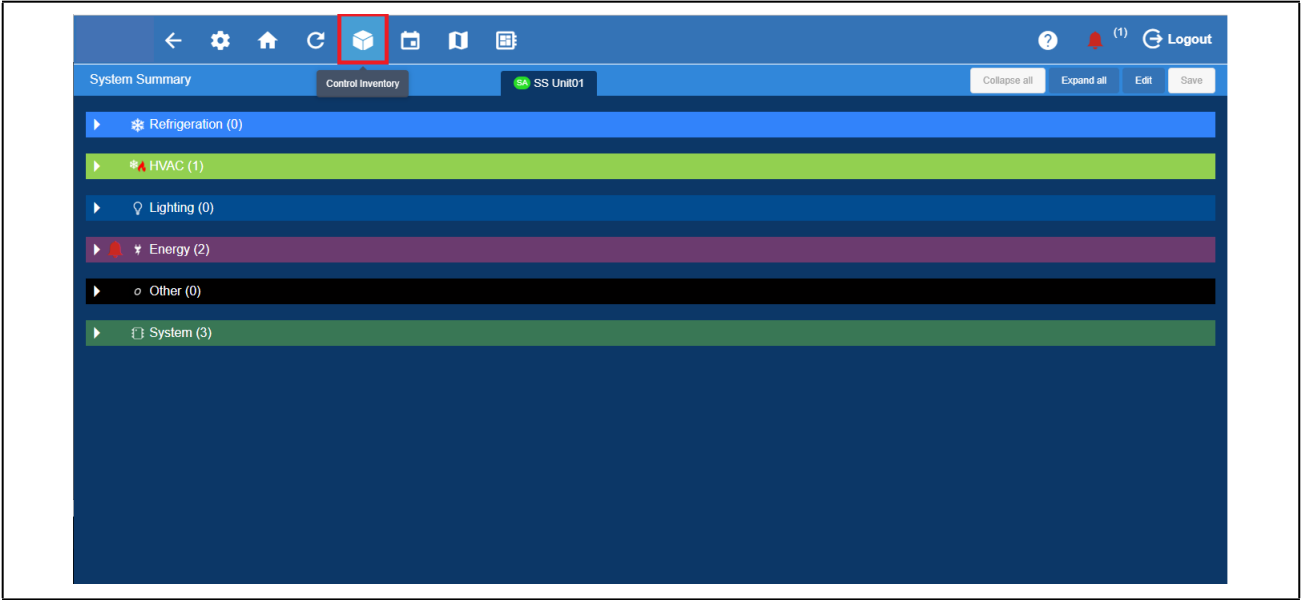 (1) Logout
System Summary
Control Inventory
SA SS Unit01
Collapse all Expand all Edit Save
Refrigeration (0)
HVAC (1)
Lighting (0)
Energy (2)
Other (0)
System (3)